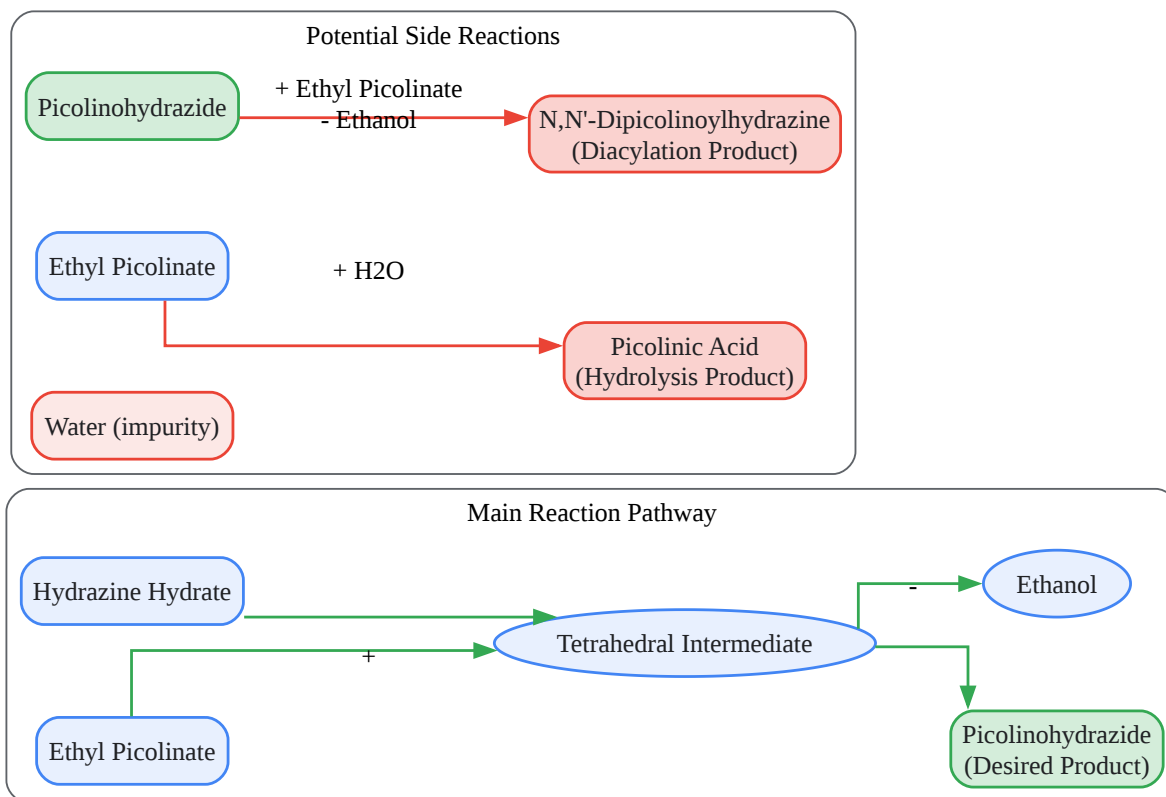 Potential Side Reactions
Picolinohydrazide
+ Ethyl Picolinate
- Ethanol
N,N'-Dipicolinoylhydrazine
(Diacylation Product)
Ethyl Picolinate
+ H2O
Picolinic Acid
(Hydrolysis Product)
Water (impurity)
Main Reaction Pathway
Hydrazine Hydrate
-
Ethanol
Tetrahedral Intermediate
+
Ethyl Picolinate
Picolinohydrazide
(Desired Product)